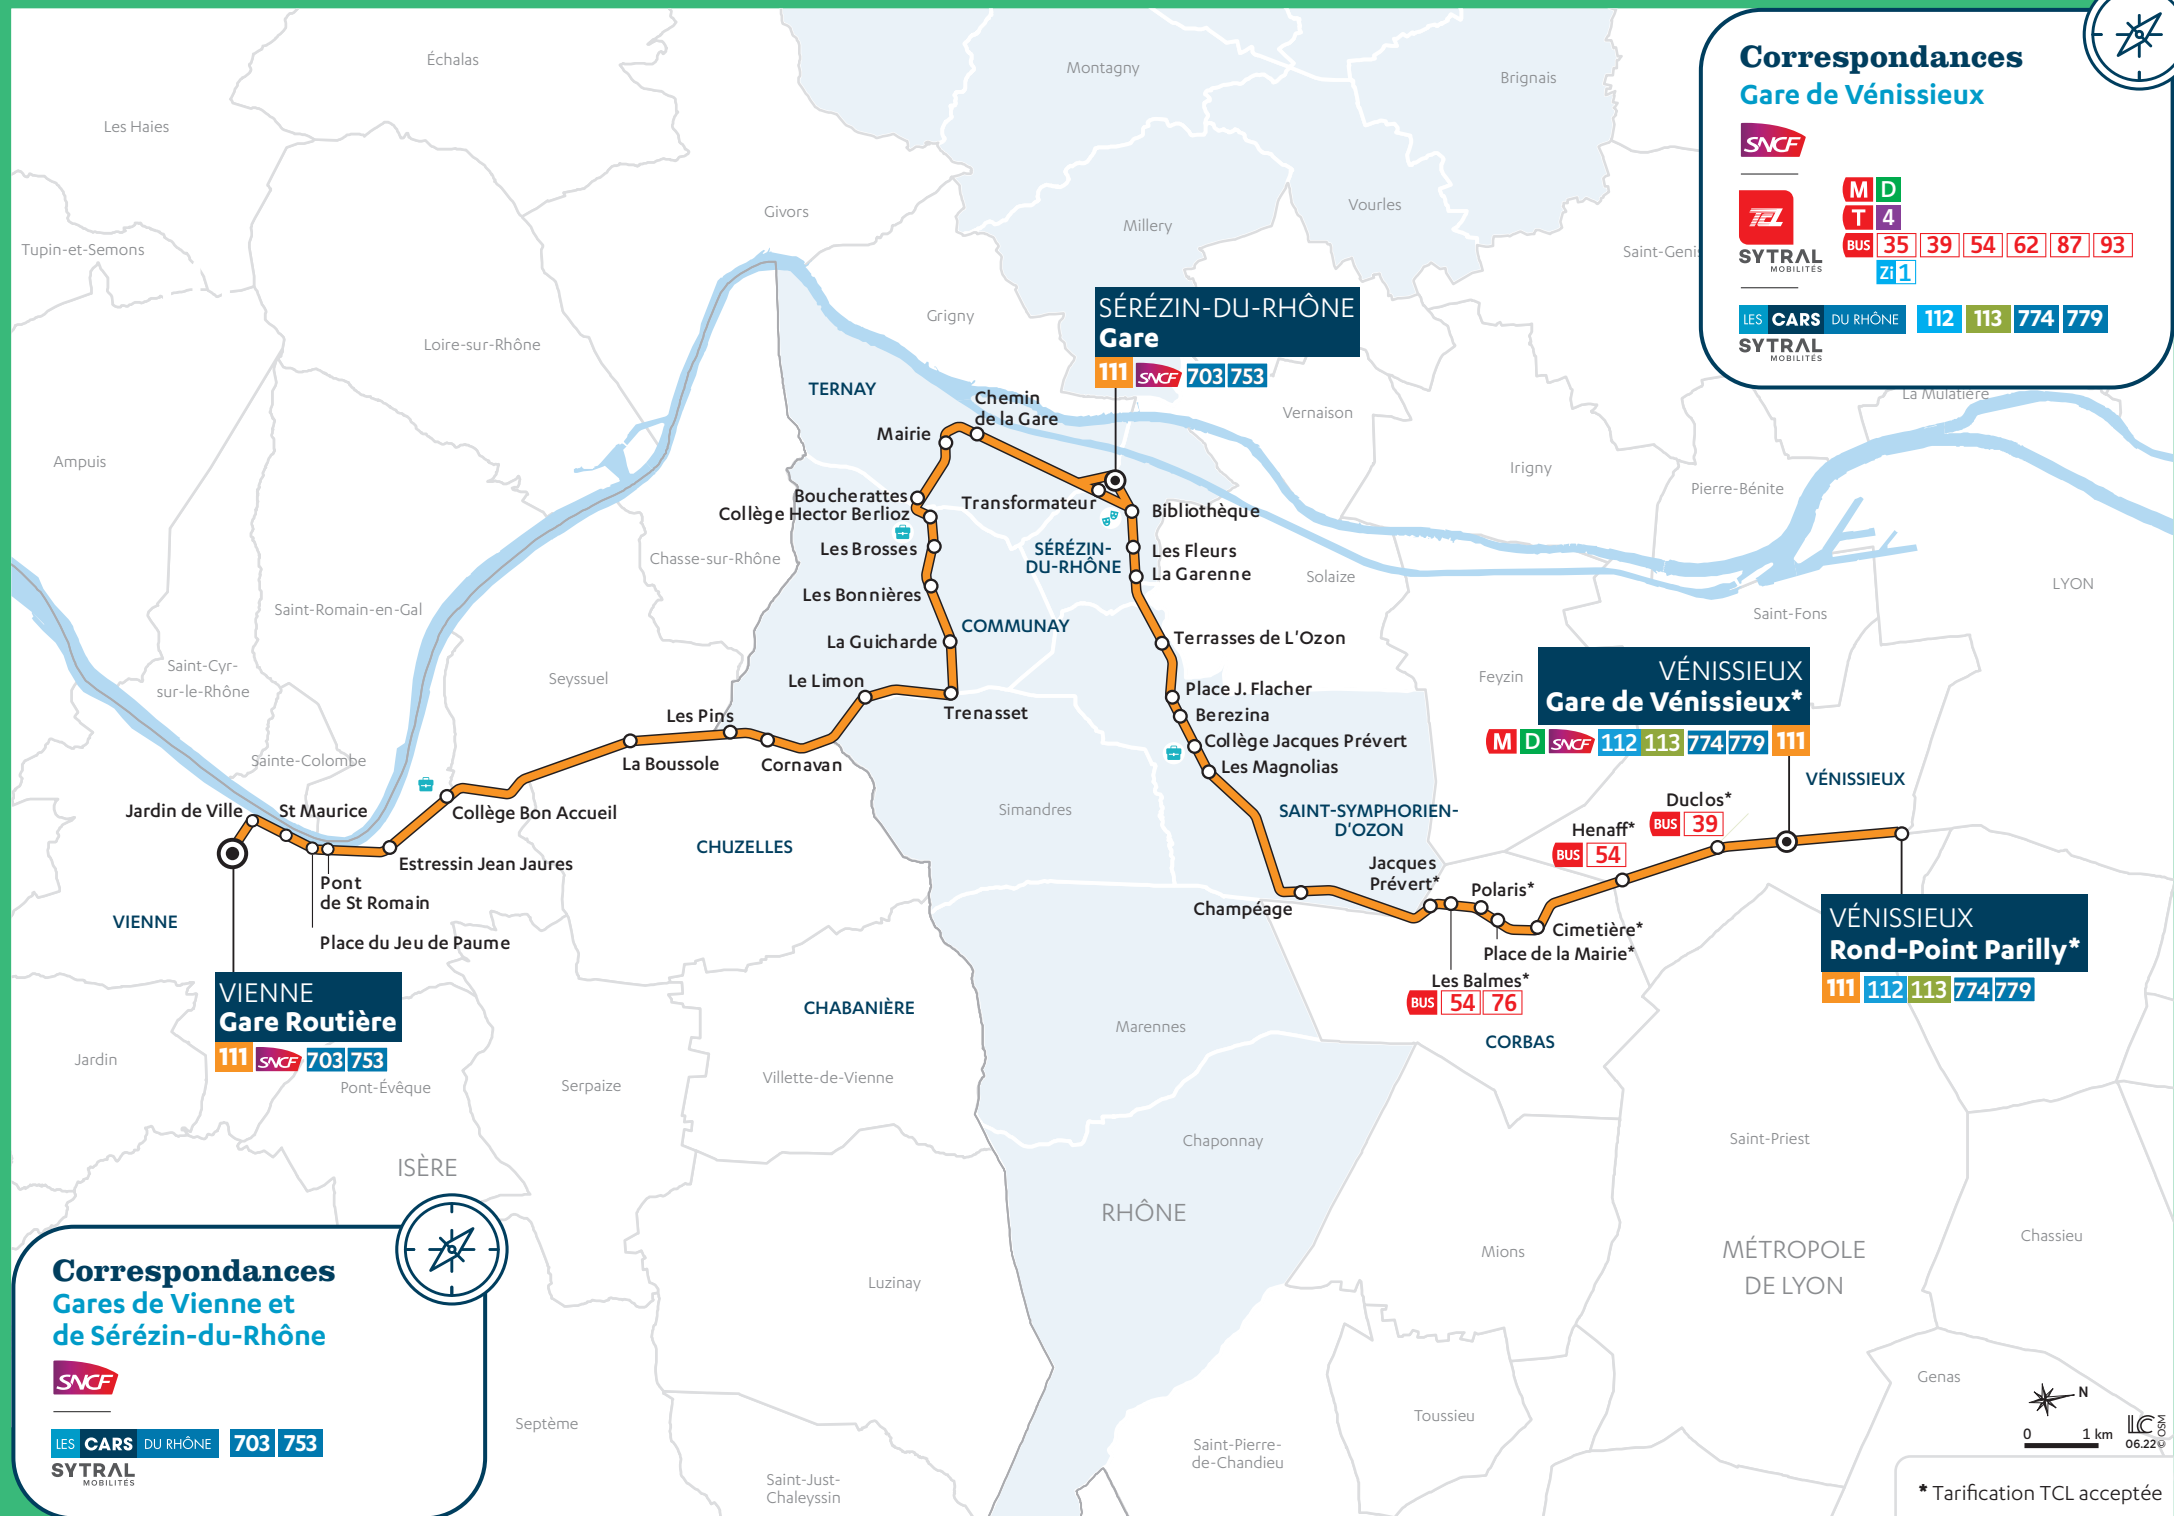 Échalas
Montagny
Brignais
Les Haies
Givors
Millery
Vourles
Tupin-et-Semons
Saint-Genis
Grigny
Loire-sur-Rhône
Vernaison
La Mulatière
Ampuis
Irigny
Pierre-Bénite
Chasse-sur-Rhône
Solaize
LYON
Saint-Romain-en-Gal
Saint-Fons
Saint-Cyr-
sur-le-Rhône
Seyssuel
Feyzin
Sainte-Colombe
Simandres
Marennes
Jardin
Pont-Évêque
Serpaize
Villette-de-Vienne
Chaponnay
Saint-Priest
ISÈRE
RHÔNE
MÉTROPOLE
DE LYON
Mions
Chassieu
Luzinay
Genas
Septème
Toussieu
Saint-Pierre-
de-Chandieu
Saint-Just-
Chaleyssin
Correspondances
Gare de Vénissieux
SNCF
M D
T 4
TCL
BUS 35 39 54 62 87 93
SYTRAL
MOBILITÉS
Zi 1
LES CARS DU RHÔNE 112 113 774 779
SYTRAL
MOBILITÉS
SÉRÉZIN-DU-RHÔNE
Gare
111 SNCF 703 753
TERNAY
Chemin
de la Gare
Mairie
Boucherattes
Collège Hector Berlioz
Transformateur
Bibliothèque
Les Brosses
SÉRÉZIN-
DU-RHÔNE
Les Fleurs
La Garenne
Les Bonnières
COMMUNAY
La Guicharde
Terrasses de L'Ozon
Le Limon
Place J. Flacher
Trenasset
Berezina
Les Pins
Collège Jacques Prévert
La Boussole
Cornavan
Les Magnolias
VÉNISSIEUX
Gare de Vénissieux*
M D SNCF 112 113 774 779 111
VÉNISSIEUX
Jardin de Ville
St Maurice
Collège Bon Accueil
SAINT-SYMPHORIEN-
D'OZON
Duclos*
BUS 39
Henaff*
BUS 54
CHUZELLES
Estressin Jean Jaures
Jacques
Prévert*
Polaris*
Pont
de St Romain
Champéage
VIENNE
Place du Jeu de Paume
Cimetière*
Place de la Mairie*
Les Balmes*
BUS 54 76
VÉNISSIEUX
Rond-Point Parilly*
111 112 113 774 779
VIENNE
Gare Routière
111 SNCF 703 753
CHABANIÈRE
CORBAS
Correspondances
Gares de Vienne et
de Sérézin-du-Rhône
SNCF
LES CARS DU RHÔNE 703 753
SYTRAL
MOBILITÉS
N
0 1 km
LC
06.22 © OSM
* Tarification TCL acceptée